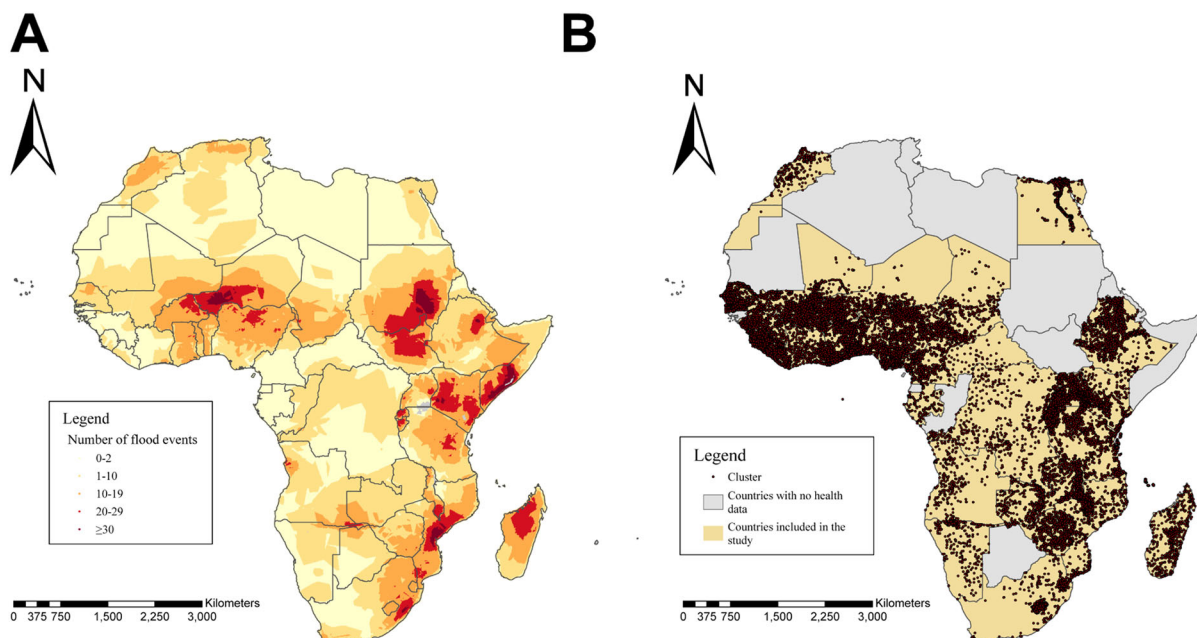 A
N
Legend
Number of flood events
0-2
1-10
10-19
20-29
≥30
Kilometers
0 375 750 1,500 2,250 3,000
B
N
Legend
Cluster
Countries with no health
data
Countries included in the
study
Kilometers
0 375 750 1,500 2,250 3,000